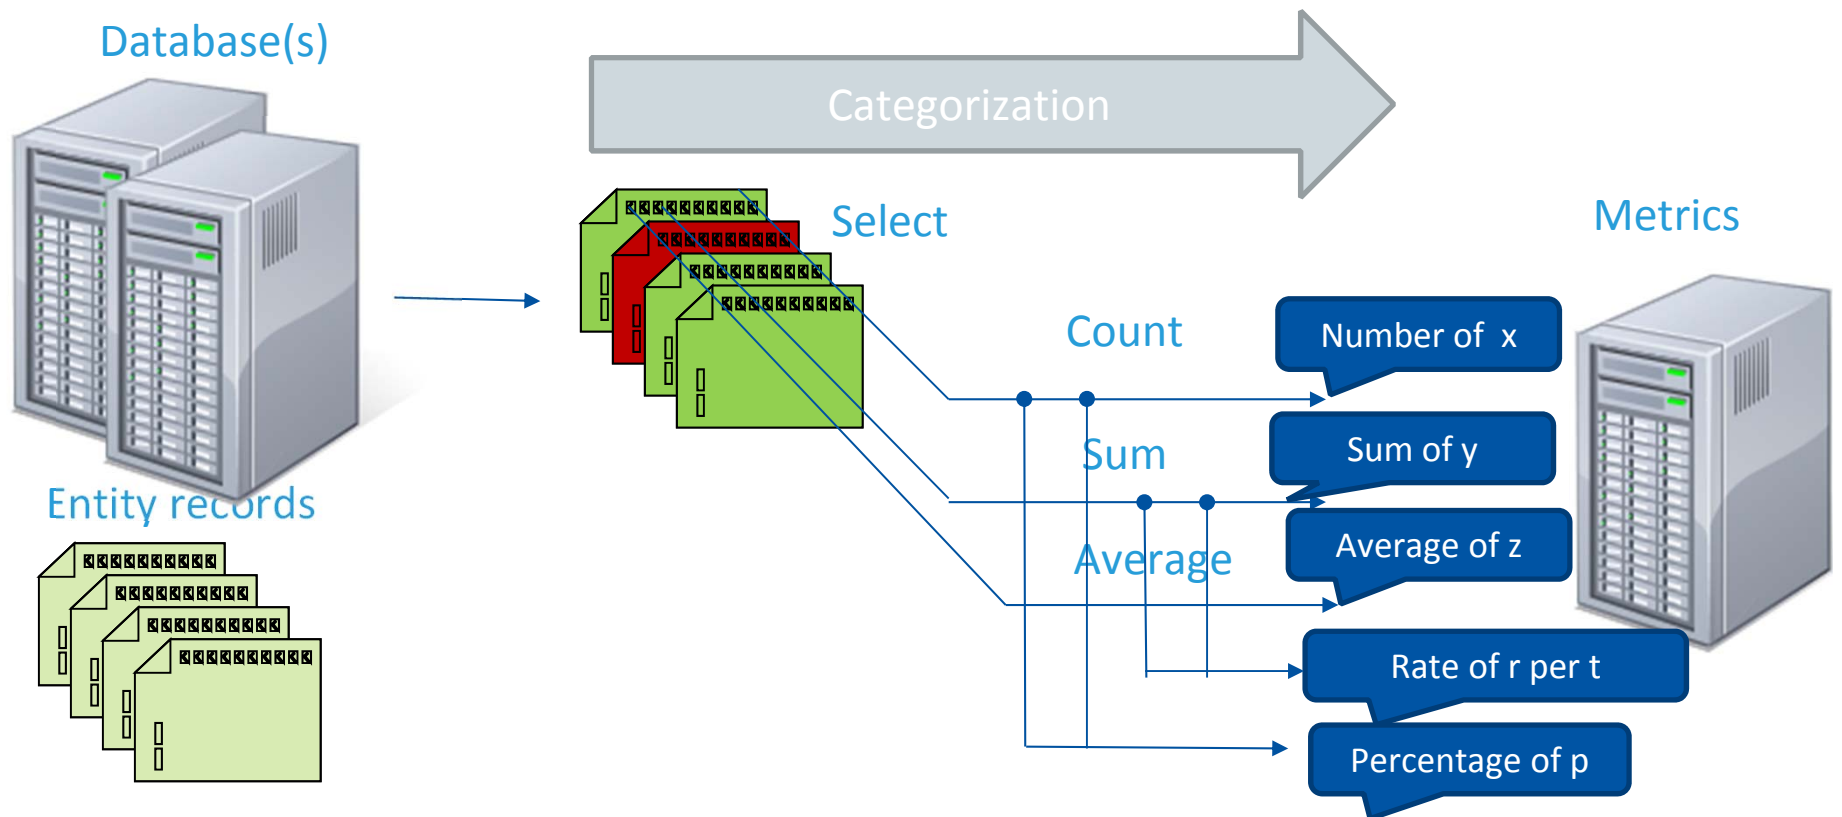 Database(s)
Categorization
Select
Metrics
Count
Number of x
Sum
Sum of y
Entity records
Average
Average of z
Rate of r per t
Percentage of p